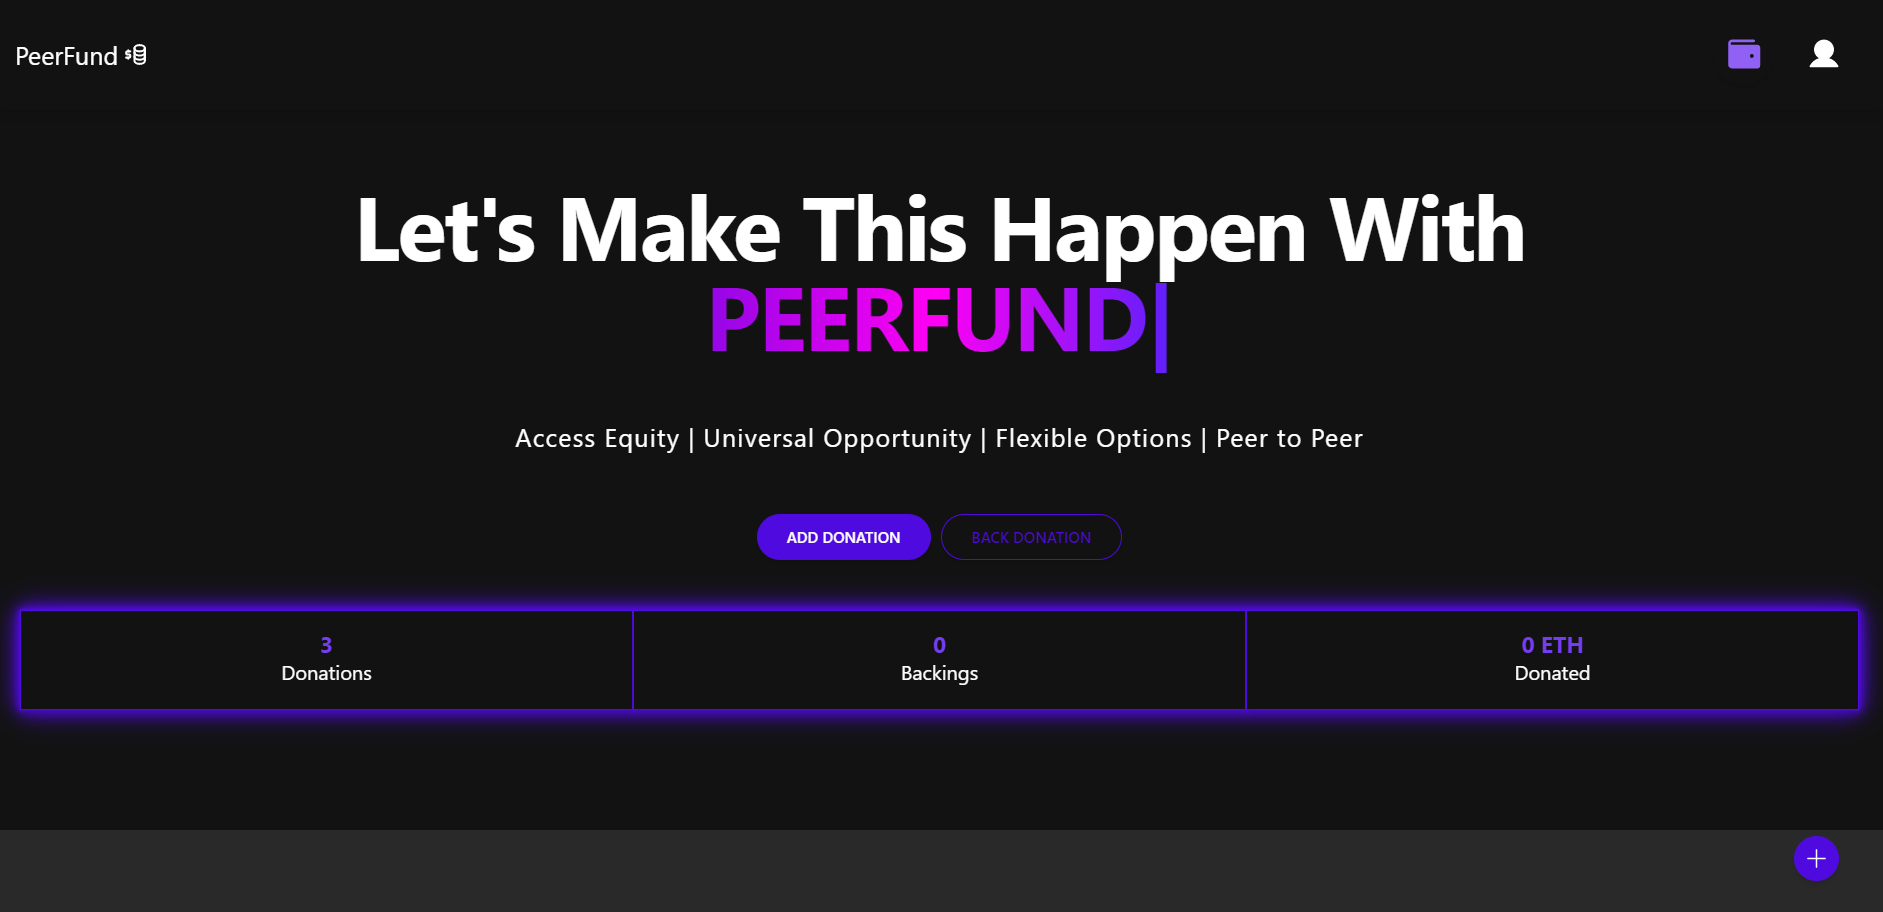 PeerFund
Let's Make This Happen With
PEERFUND|
Access Equity | Universal Opportunity | Flexible Options | Peer to Peer
ADD DONATION
BACK DONATION
3
Donations
0
Backings
0 ETH
Donated